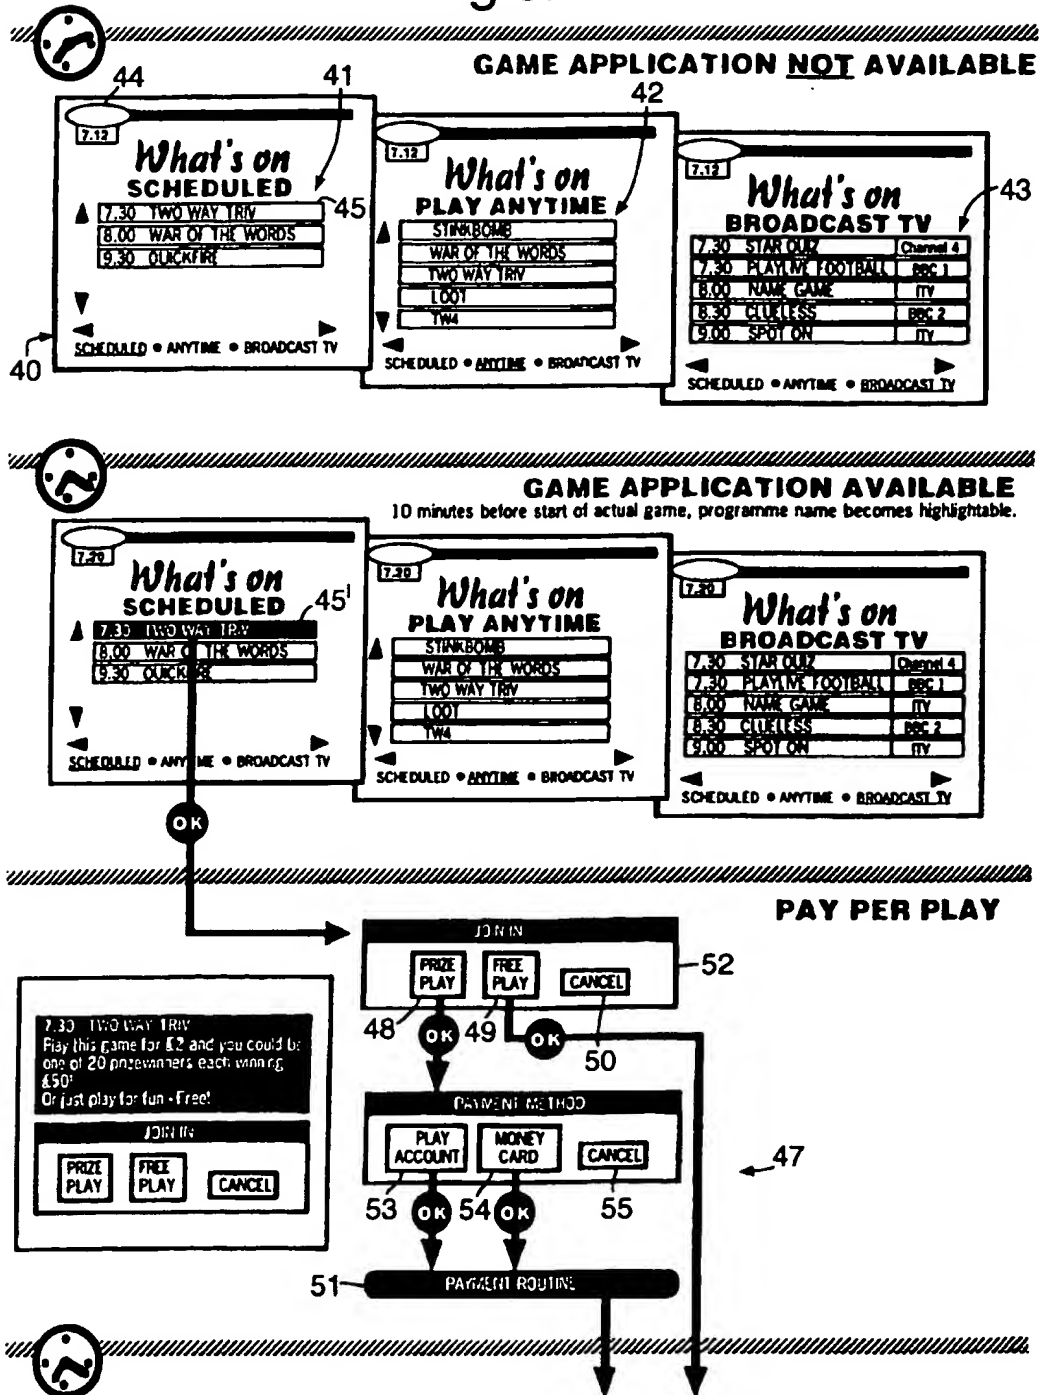 GAME APPLICATION NOT AVAILABLE
44
41
42
43
7.12
What's on
SCHEDULED
7.30 TWO WAY TRIV
45
8.00 WAR OF THE WORDS
9.30 QUICKFIRE
SCHEDULED • ANYTIME • BROADCAST TV
40
7.12
What's on
PLAY ANYTIME
STINKBOMB
WAR OF THE WORDS
TWO WAY TRIV
LOOT
TW4
SCHEDULED • ANYTIME • BROADCAST TV
7.12
What's on
BROADCAST TV
7.30 STAR QUIZ Channel 4
7.30 PLAYLIVE FOOTBALL BBC 1
8.00 NAME GAME ITV
8.30 CLUELESS BBC 2
9.00 SPOT ON ITV
SCHEDULED • ANYTIME • BROADCAST TV
GAME APPLICATION AVAILABLE
10 minutes before start of actual game, programme name becomes highlightable.
7.20
What's on
SCHEDULED
45'
7.30 TWO WAY TRIV
8.00 WAR OF THE WORDS
9.30 QUICKFIRE
SCHEDULED • ANYTIME • BROADCAST TV
7.20
What's on
PLAY ANYTIME
STINKBOMB
WAR OF THE WORDS
TWO WAY TRIV
LOOT
TW4
SCHEDULED • ANYTIME • BROADCAST TV
7.20
What's on
BROADCAST TV
7.30 STAR QUIZ Channel 4
7.30 PLAYLIVE FOOTBALL BBC 1
8.00 NAME GAME ITV
8.30 CLUELESS BBC 2
9.00 SPOT ON ITV
SCHEDULED • ANYTIME • BROADCAST TV
OK
PAY PER PLAY
JOIN IN
PRIZE PLAY
FREE PLAY
CANCEL
52
48
OK
49
OK
50
7.30 TWO WAY TRIV
Play this game for £2 and you could be
one of 20 prizewinners each winning
£50!
Or just play for fun - Free!
JOIN IN
PRIZE PLAY
FREE PLAY
CANCEL
PAYMENT METHOD
PLAY ACCOUNT
MONEY CARD
CANCEL
47
53
OK
54
OK
55
51
PAYMENT ROUTINE